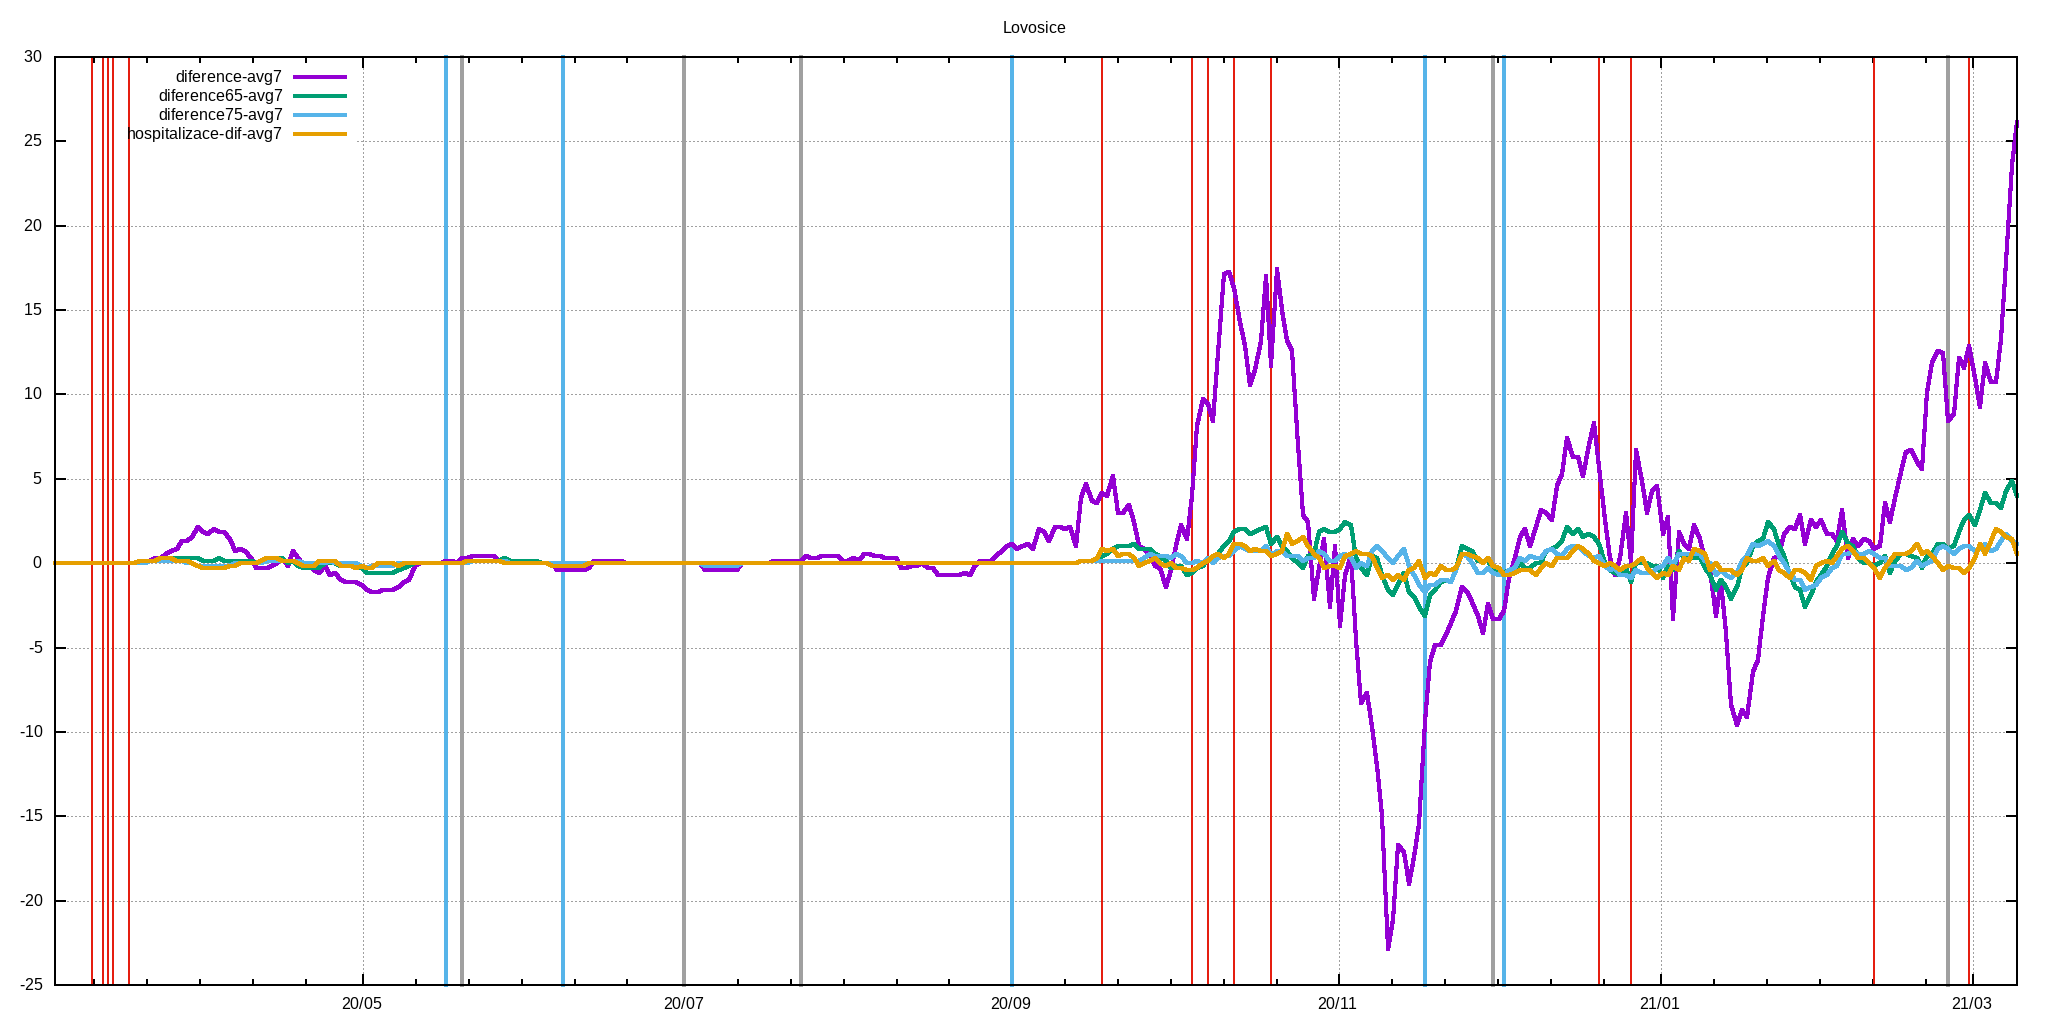 Lovosice
30
25
20
15
10
5
0
-5
-10
-15
-20
-25
diference-avg7
diference65-avg7
diference75-avg7
hospitalizace-dif-avg7
20/05 20/07 20/09 20/11 21/01 21/03